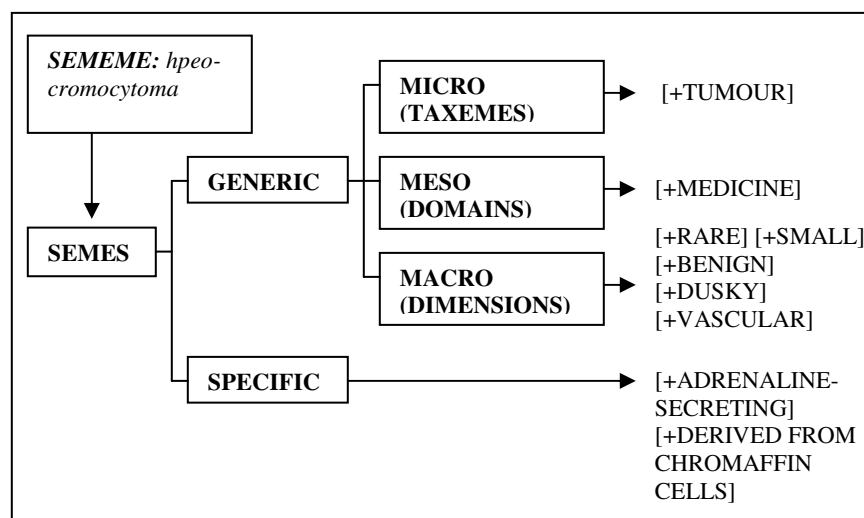 SEMEME: hpeo-
cromocytoma
SEMES
GENERIC
SPECIFIC
MICRO
(TAXEMES)
MESO
(DOMAINS)
MACRO
(DIMENSIONS)
[+TUMOUR]
[+MEDICINE]
[+RARE] [+SMALL]
[+BENIGN]
[+DUSKY]
[+VASCULAR]
[+ADRENALINE-
SECRETING]
[+DERIVED FROM
CHROMAFFIN
CELLS]